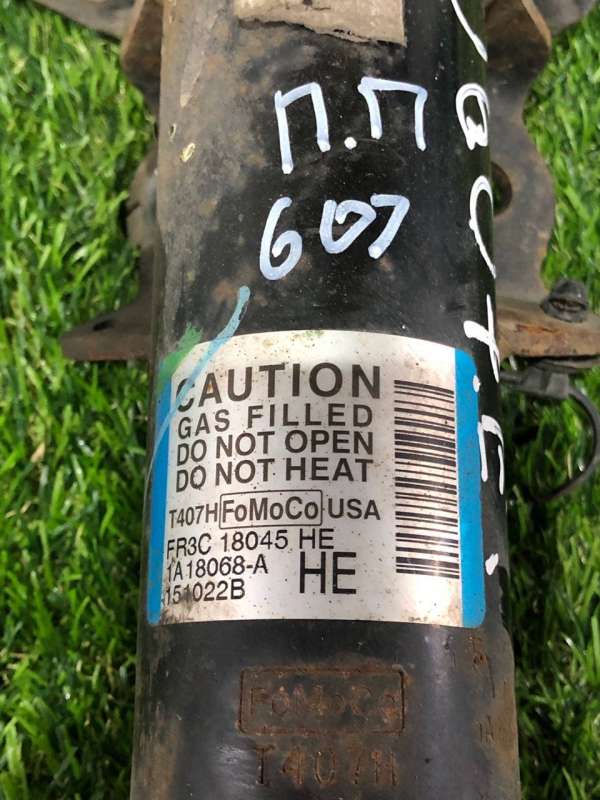 П.П
607
CAUTION
GAS FILLED
DO NOT OPEN
DO NOT HEAT
T407H FoMoCo USA
FR3C 18045 HE
1A18068-A
151022B
HE
FoMoCo
T407H